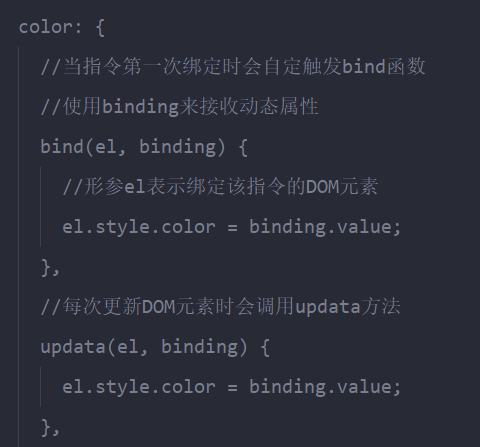 color: {
//当指令第一次绑定时会自定触发bind函数
//使用binding来接收动态属性
bind(el, binding) {
//形参el表示绑定该指令的DOM元素
el.style.color = binding.value;
},
//每次更新DOM元素时会调用updata方法
updata(el, binding) {
el.style.color = binding.value;
},